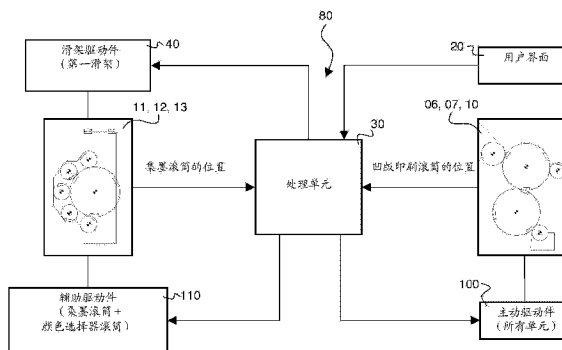 滑架驱动件
(第一滑架)
40
80
20
用户界面
11, 12, 13
30
06, 07, 10
集墨滚筒的位置
处理单元
凹版印刷滚筒的位置
辅助驱动件
(集墨滚筒+
颜色选择器滚筒)
110
100
主动驱动件
(所有单元)